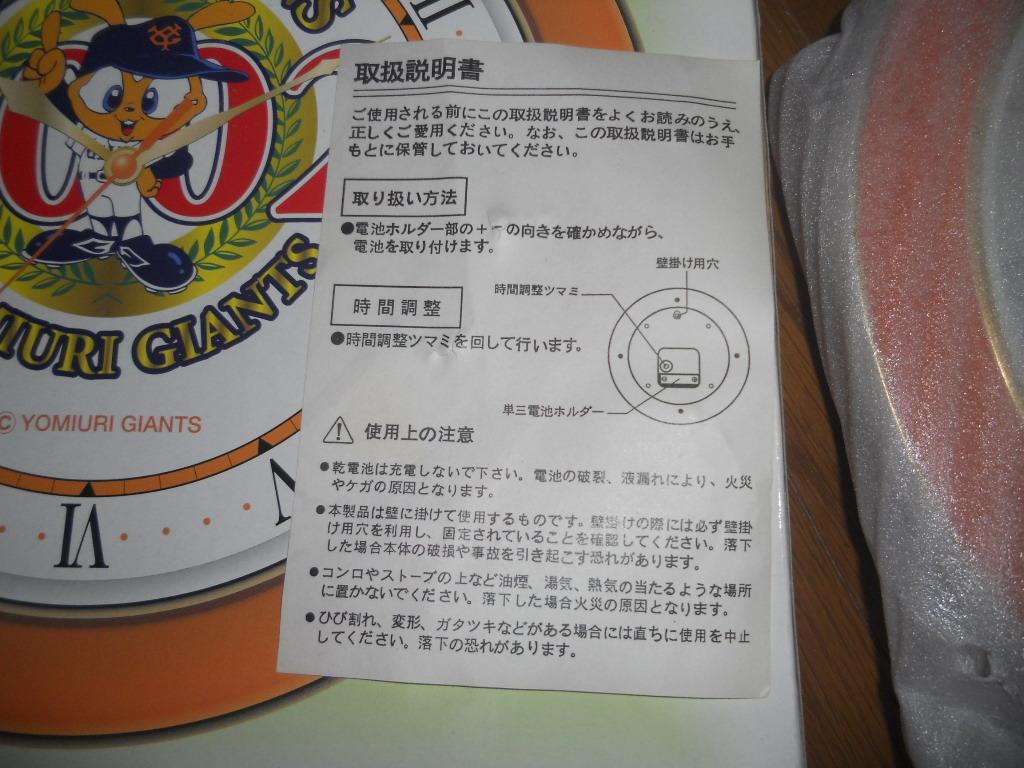 取扱説明書
ご使用される前にこの取扱説明書をよくお読みのうえ、
正しくご愛用ください。なお、この取扱説明書はお手
もとに保管しておいてください。
取り扱い方法
●電池ホルダー部の+-の向きを確かめながら、
電池を取り付けます。
壁掛け用穴
時間調整ツマミ
時間調整
●時間調整ツマミを回して行います。
単三電池ホルダー
使用上の注意
●乾電池は充電しないで下さい。電池の破裂、液漏れにより、火災
やケガの原因となります。
●本製品は壁に掛けて使用するものです。壁掛けの際には必ず壁掛
け用穴を利用し、固定されていることを確認してください。落下
した場合本体の破損や事故を引き起こす恐れがあります。
●コンロやストーブの上など油煙、湯気、熱気の当たるような場所
に置かないでください。落下した場合火災の原因となります。
●ひび割れ、変形、ガタツキなどがある場合には直ちに使用を中止
してください。落下の恐れがあります。
OMIURI GIANTS
© YOMIURI GIANTS
VI